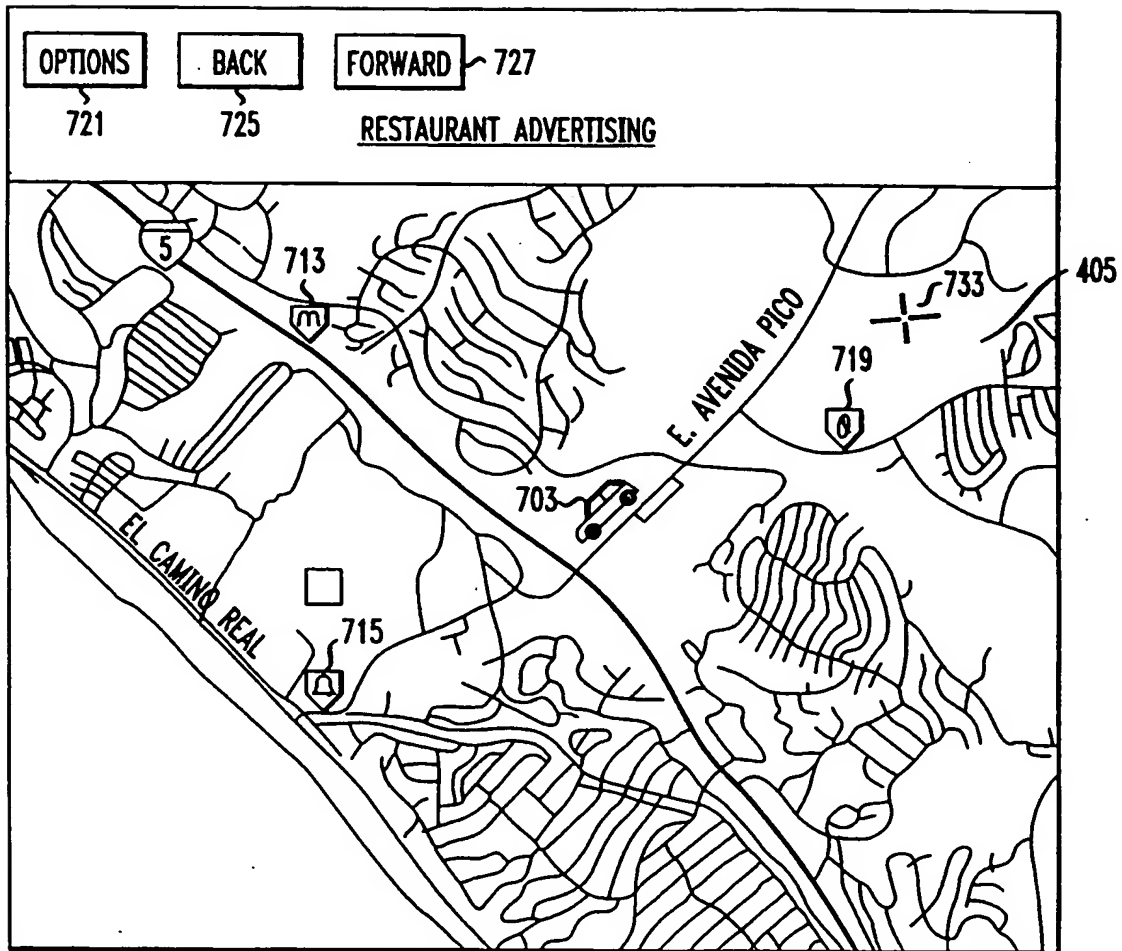 OPTIONS BACK FORWARD 727
721 725 RESTAURANT ADVERTISING
5
713
733 405
E. AVENIDA PICO
719
703
EL CAMINO REAL
715